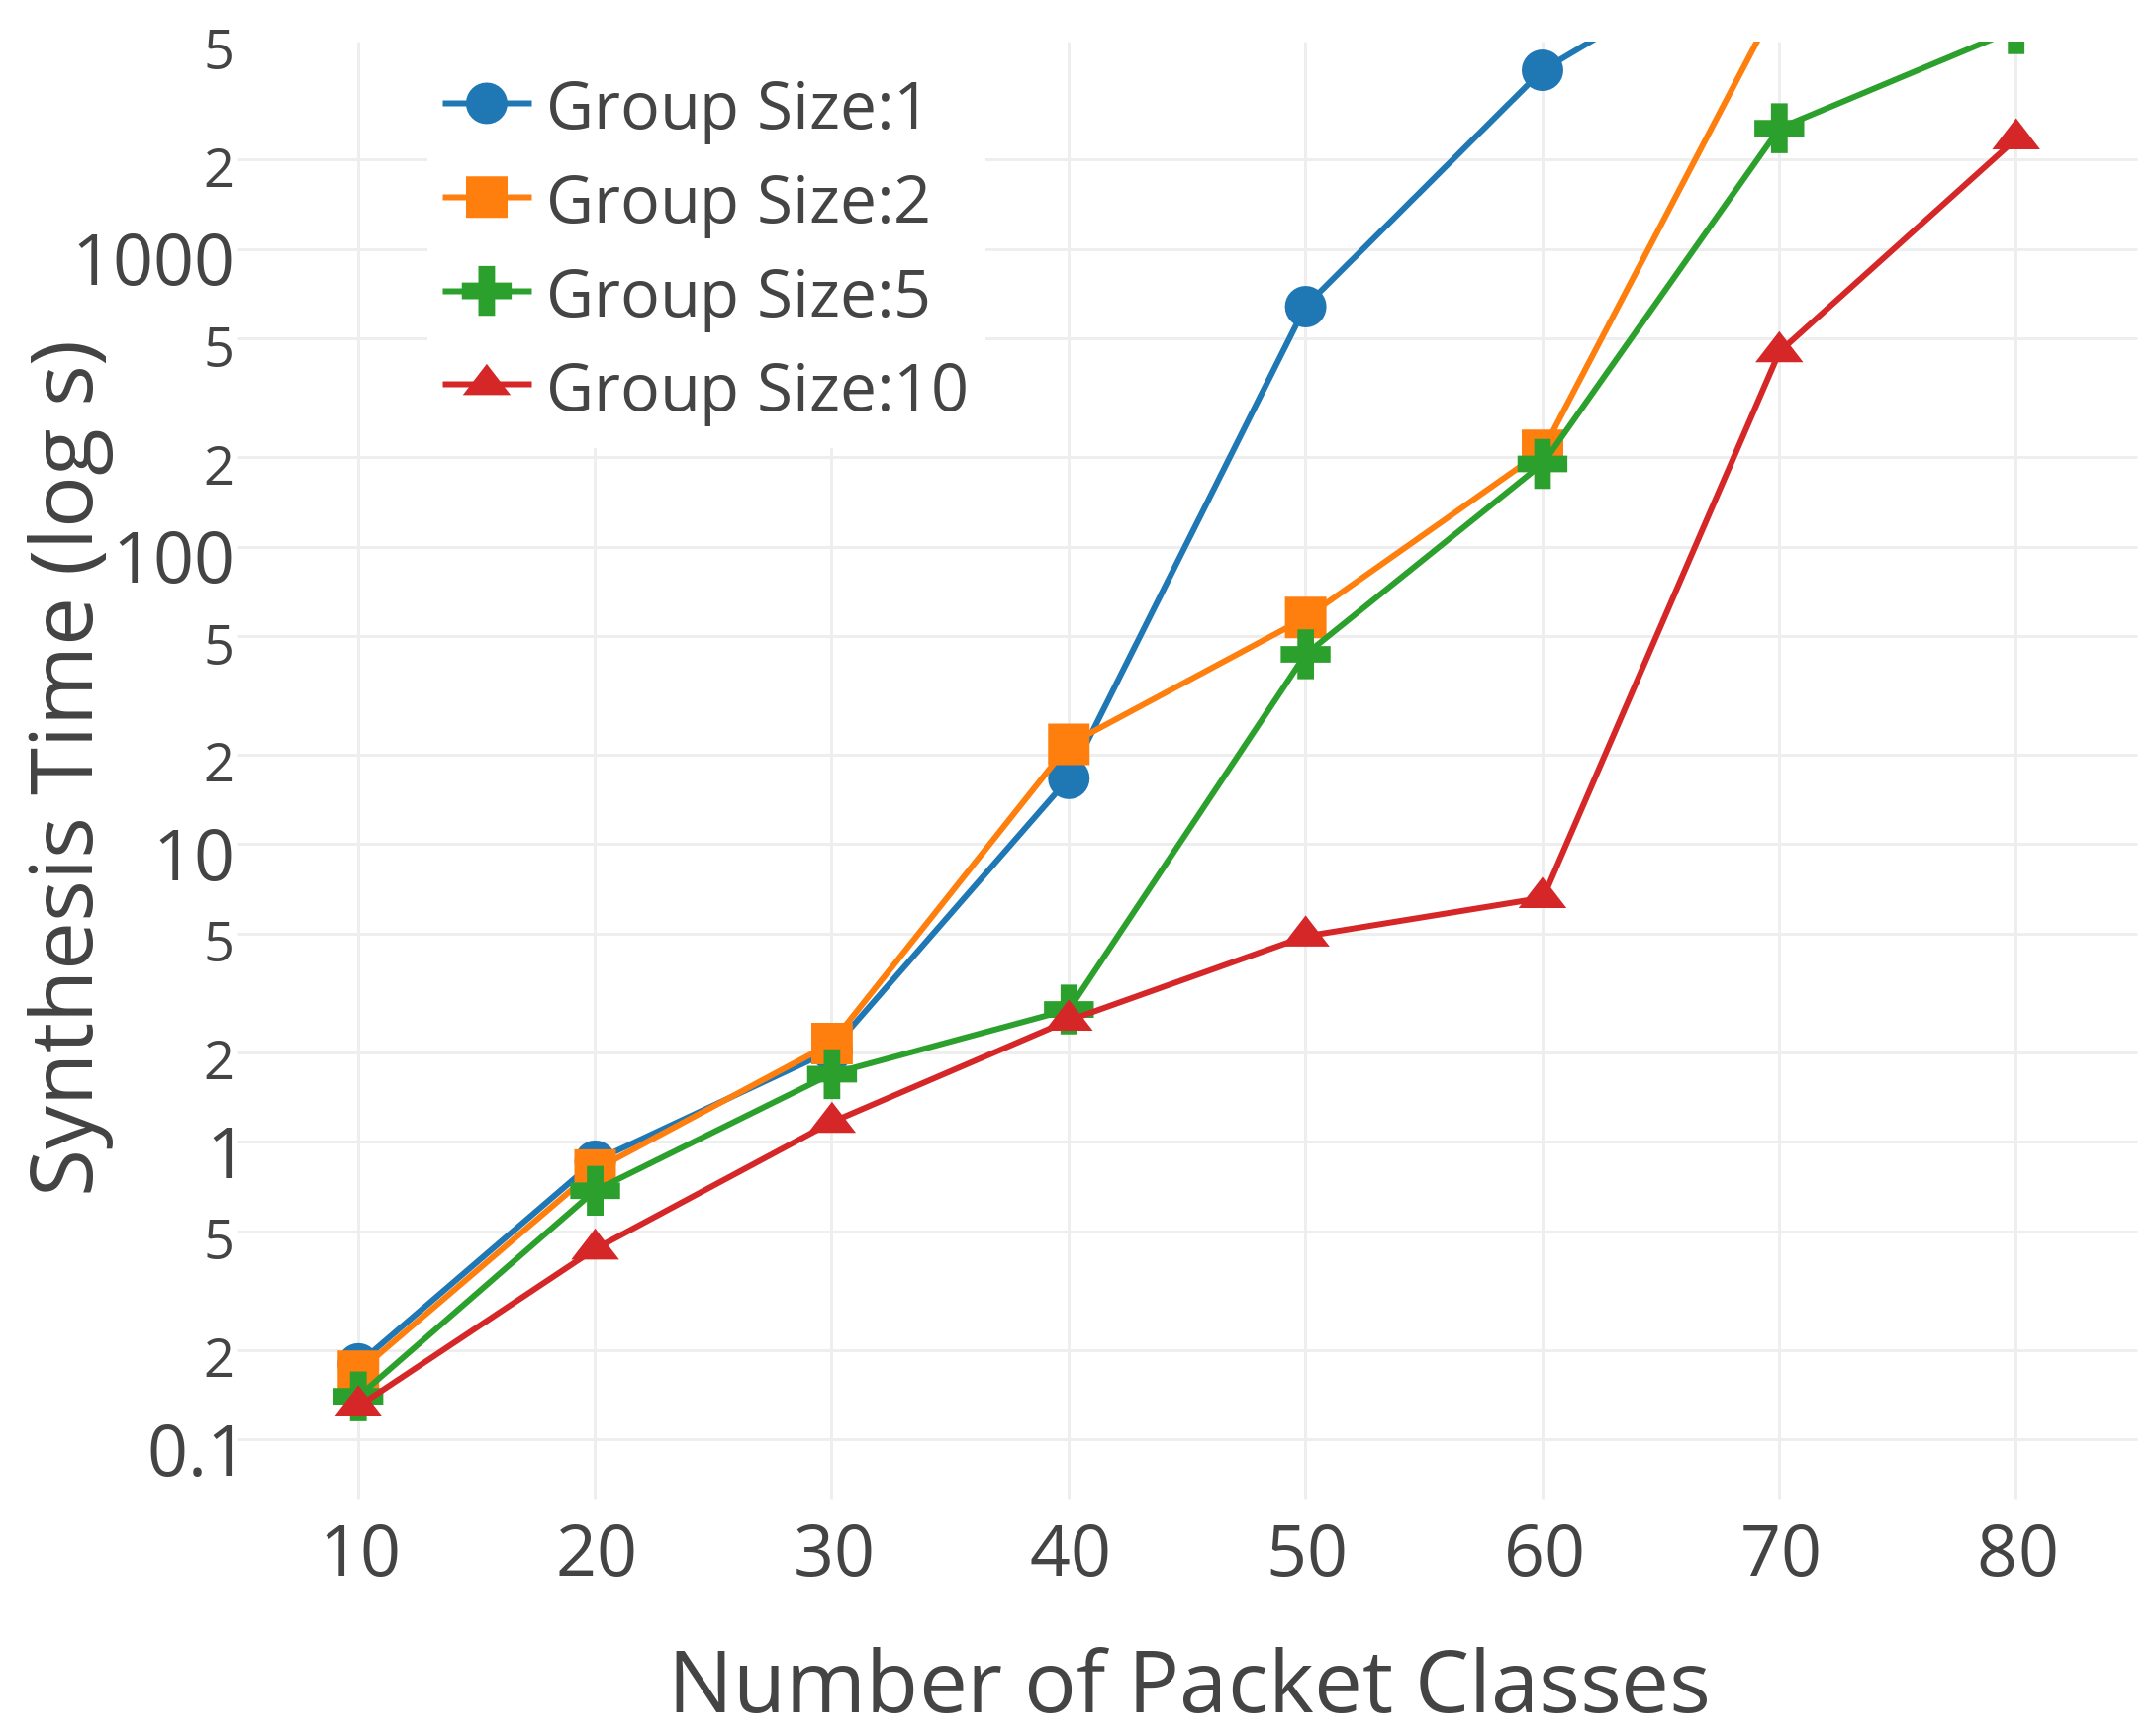 5
2
1000
5
2
100
5
2
10
5
2
1
5
2
0.1
Synthesis Time (log s)
Group Size:1
Group Size:2
Group Size:5
Group Size:10
10 20 30 40 50 60 70 80
Number of Packet Classes